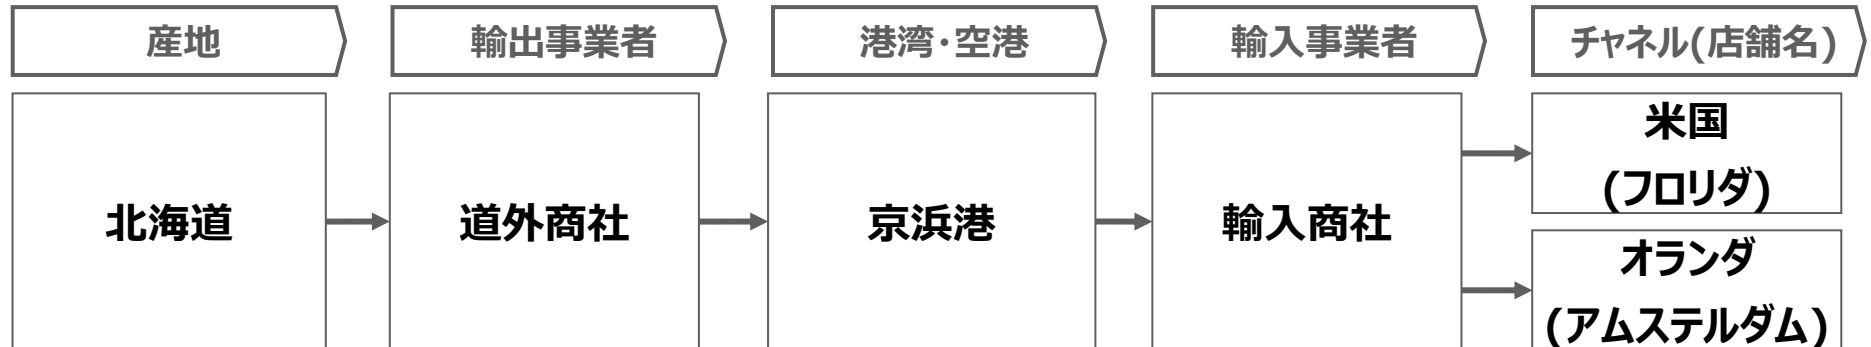 産地
輸出事業者
港湾・空港
輸入事業者
チャネル(店舗名)
北海道
道外商社
京浜港
輸入商社
米国
(フロリダ)
オランダ
(アムステルダム)